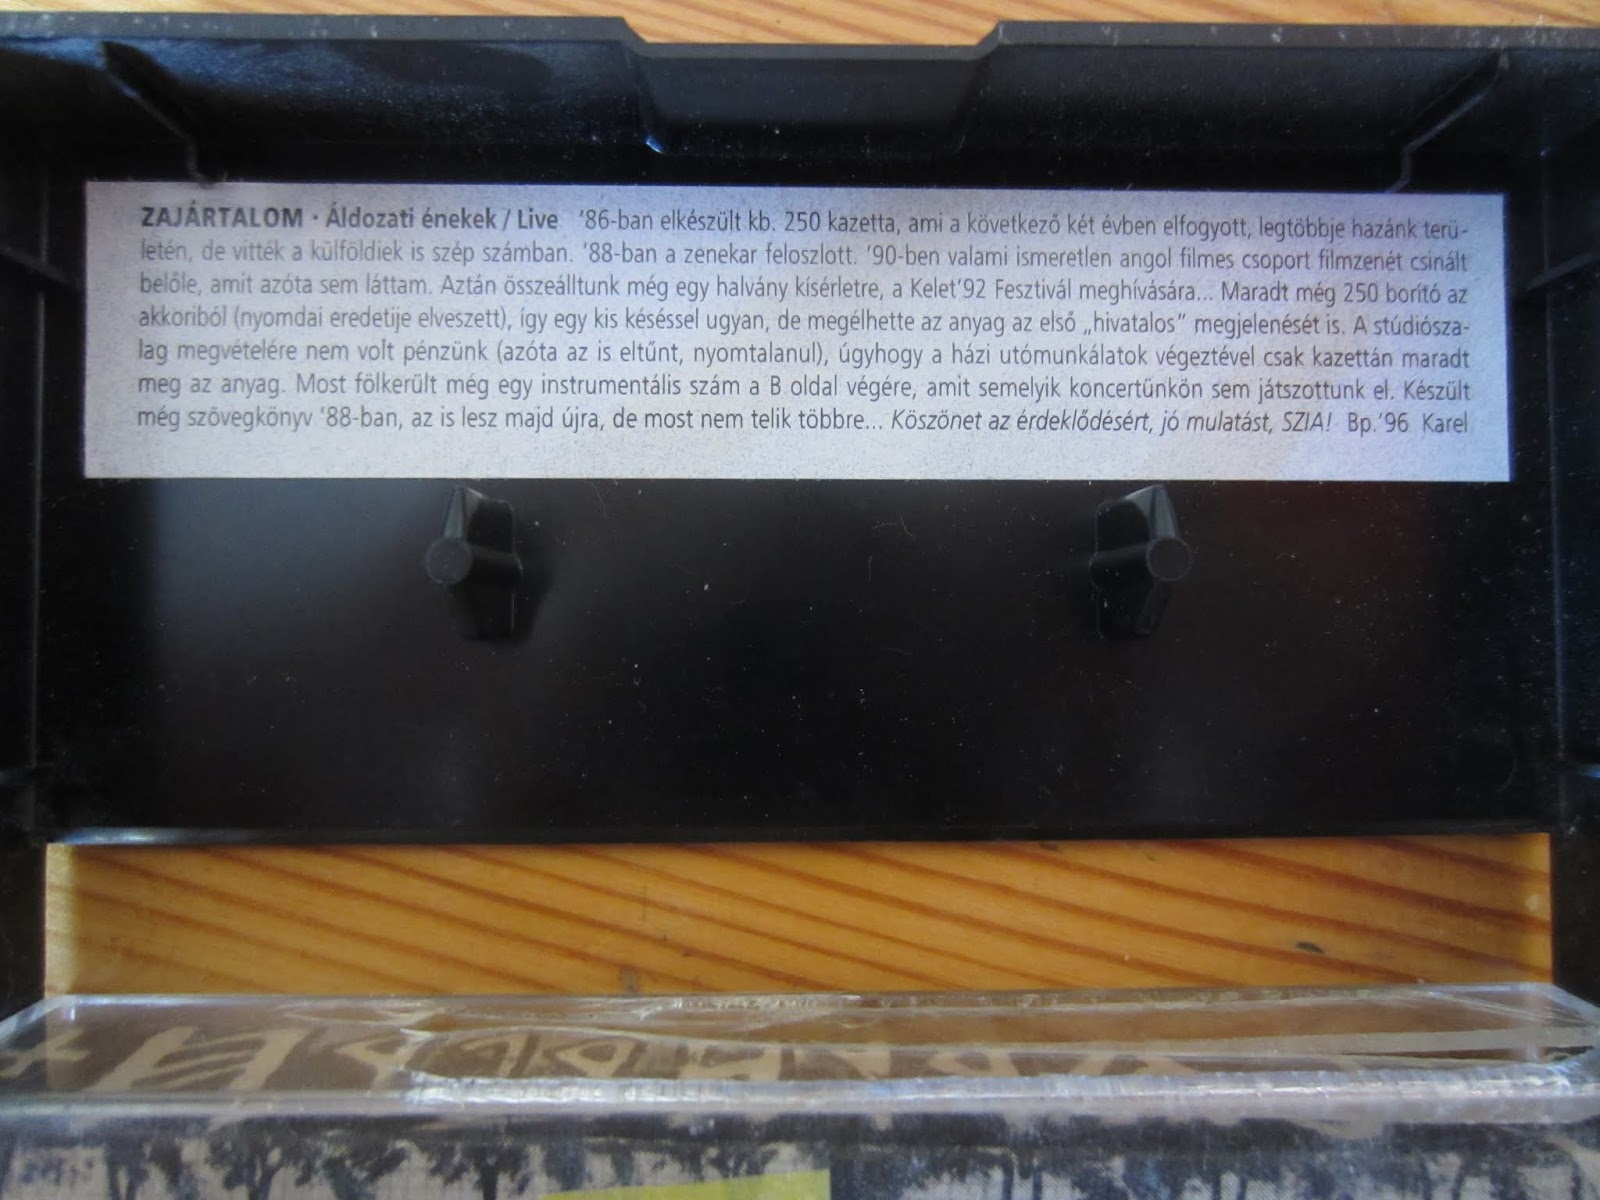 ZAJÁRTALOM · Áldozati énekek / Live '86-ban elkészült kb. 250 kazetta, ami a következő két évben elfogyott, legtöbbje hazánk terü-
letén, de vitték a külföldiek is szép számban. '88-ban a zenekar feloszlott. '90-ben valami ismeretlen angol filmes csoport filmzenét csinált
belőle, amit azóta sem láttam. Aztán összeálltunk még egy halvány kísérletre, a Kelet'92 Fesztivál meghívására... Maradt még 250 borító az
akkoriból (nyomdai eredetije elveszett), így egy kis késéssel ugyan, de megélhette az anyag az első „hivatalos” megjelenését is. A stúdiósza-
lag megvételére nem volt pénzünk (azóta az is eltűnt, nyomtalanul), úgyhogy a házi utómunkálatok végeztével csak kazettán maradt
meg az anyag. Most fölkerült még egy instrumentális szám a B oldal végére, amit semelyik koncertünkön sem játszottunk el. Készült
még szövegkönyv '88-ban, az is lesz majd újra, de most nem telik többre... Köszönet az érdeklődésért, jó mulatást, SZIA! Bp.'96 Karel